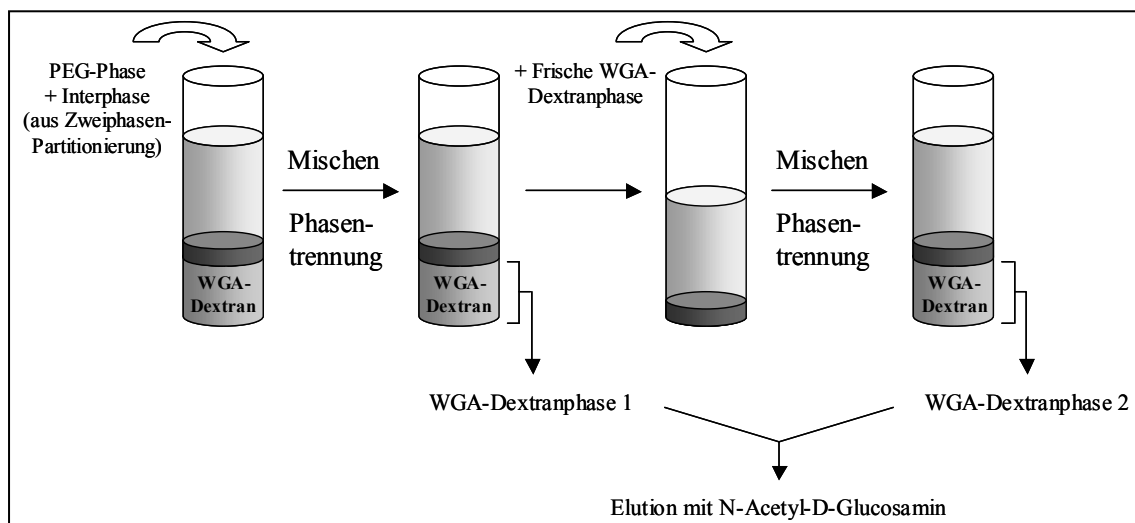 PEG-Phase
+ Interphase
(aus Zweiphasen-
Partitionierung)
WGA-
Dextran
Mischen
Phasen-
trennung
WGA-
Dextran
+ Frische WGA-
Dextranphase
Mischen
Phasen-
trennung
WGA-
Dextran
WGA-Dextranphase 1
WGA-Dextranphase 2
Elution mit N-Acetyl-D-Glucosamin